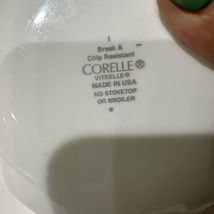 Break &
Chip Resistant
CORELLE®
VITRELLE®
MADE IN USA
NO STOVETOP
OR BROILER